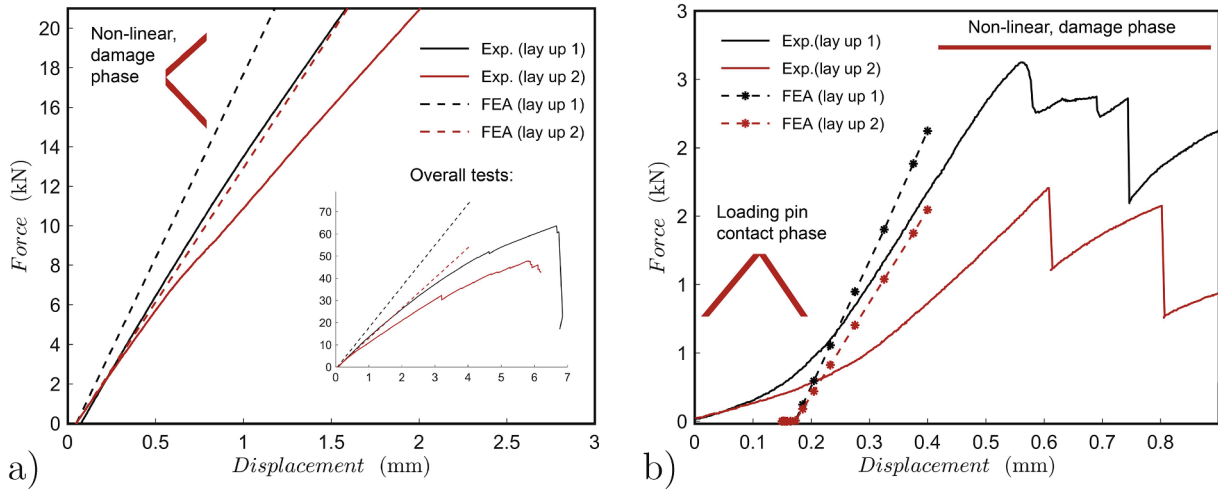 20
18
16
14
12
10
8
6
4
2
0
Force (kN)
Non-linear,
damage
phase
Exp. (lay up 1)
Exp. (lay up 2)
FEA (lay up 1)
FEA (lay up 2)
Overall tests:
70
60
50
40
30
20
10
0
0 1 2 3 4 5 6 7
0 0.5 1 1.5 2 2.5 3
Displacement (mm)
a)
3
3
2
2
1
1
0
Force (kN)
Exp.(lay up 1)
Exp.(lay up 2)
FEA (lay up 1)
FEA (lay up 2)
Non-linear, damage phase
Loading pin
contact phase
0 0.1 0.2 0.3 0.4 0.5 0.6 0.7 0.8
Displacement (mm)
b)